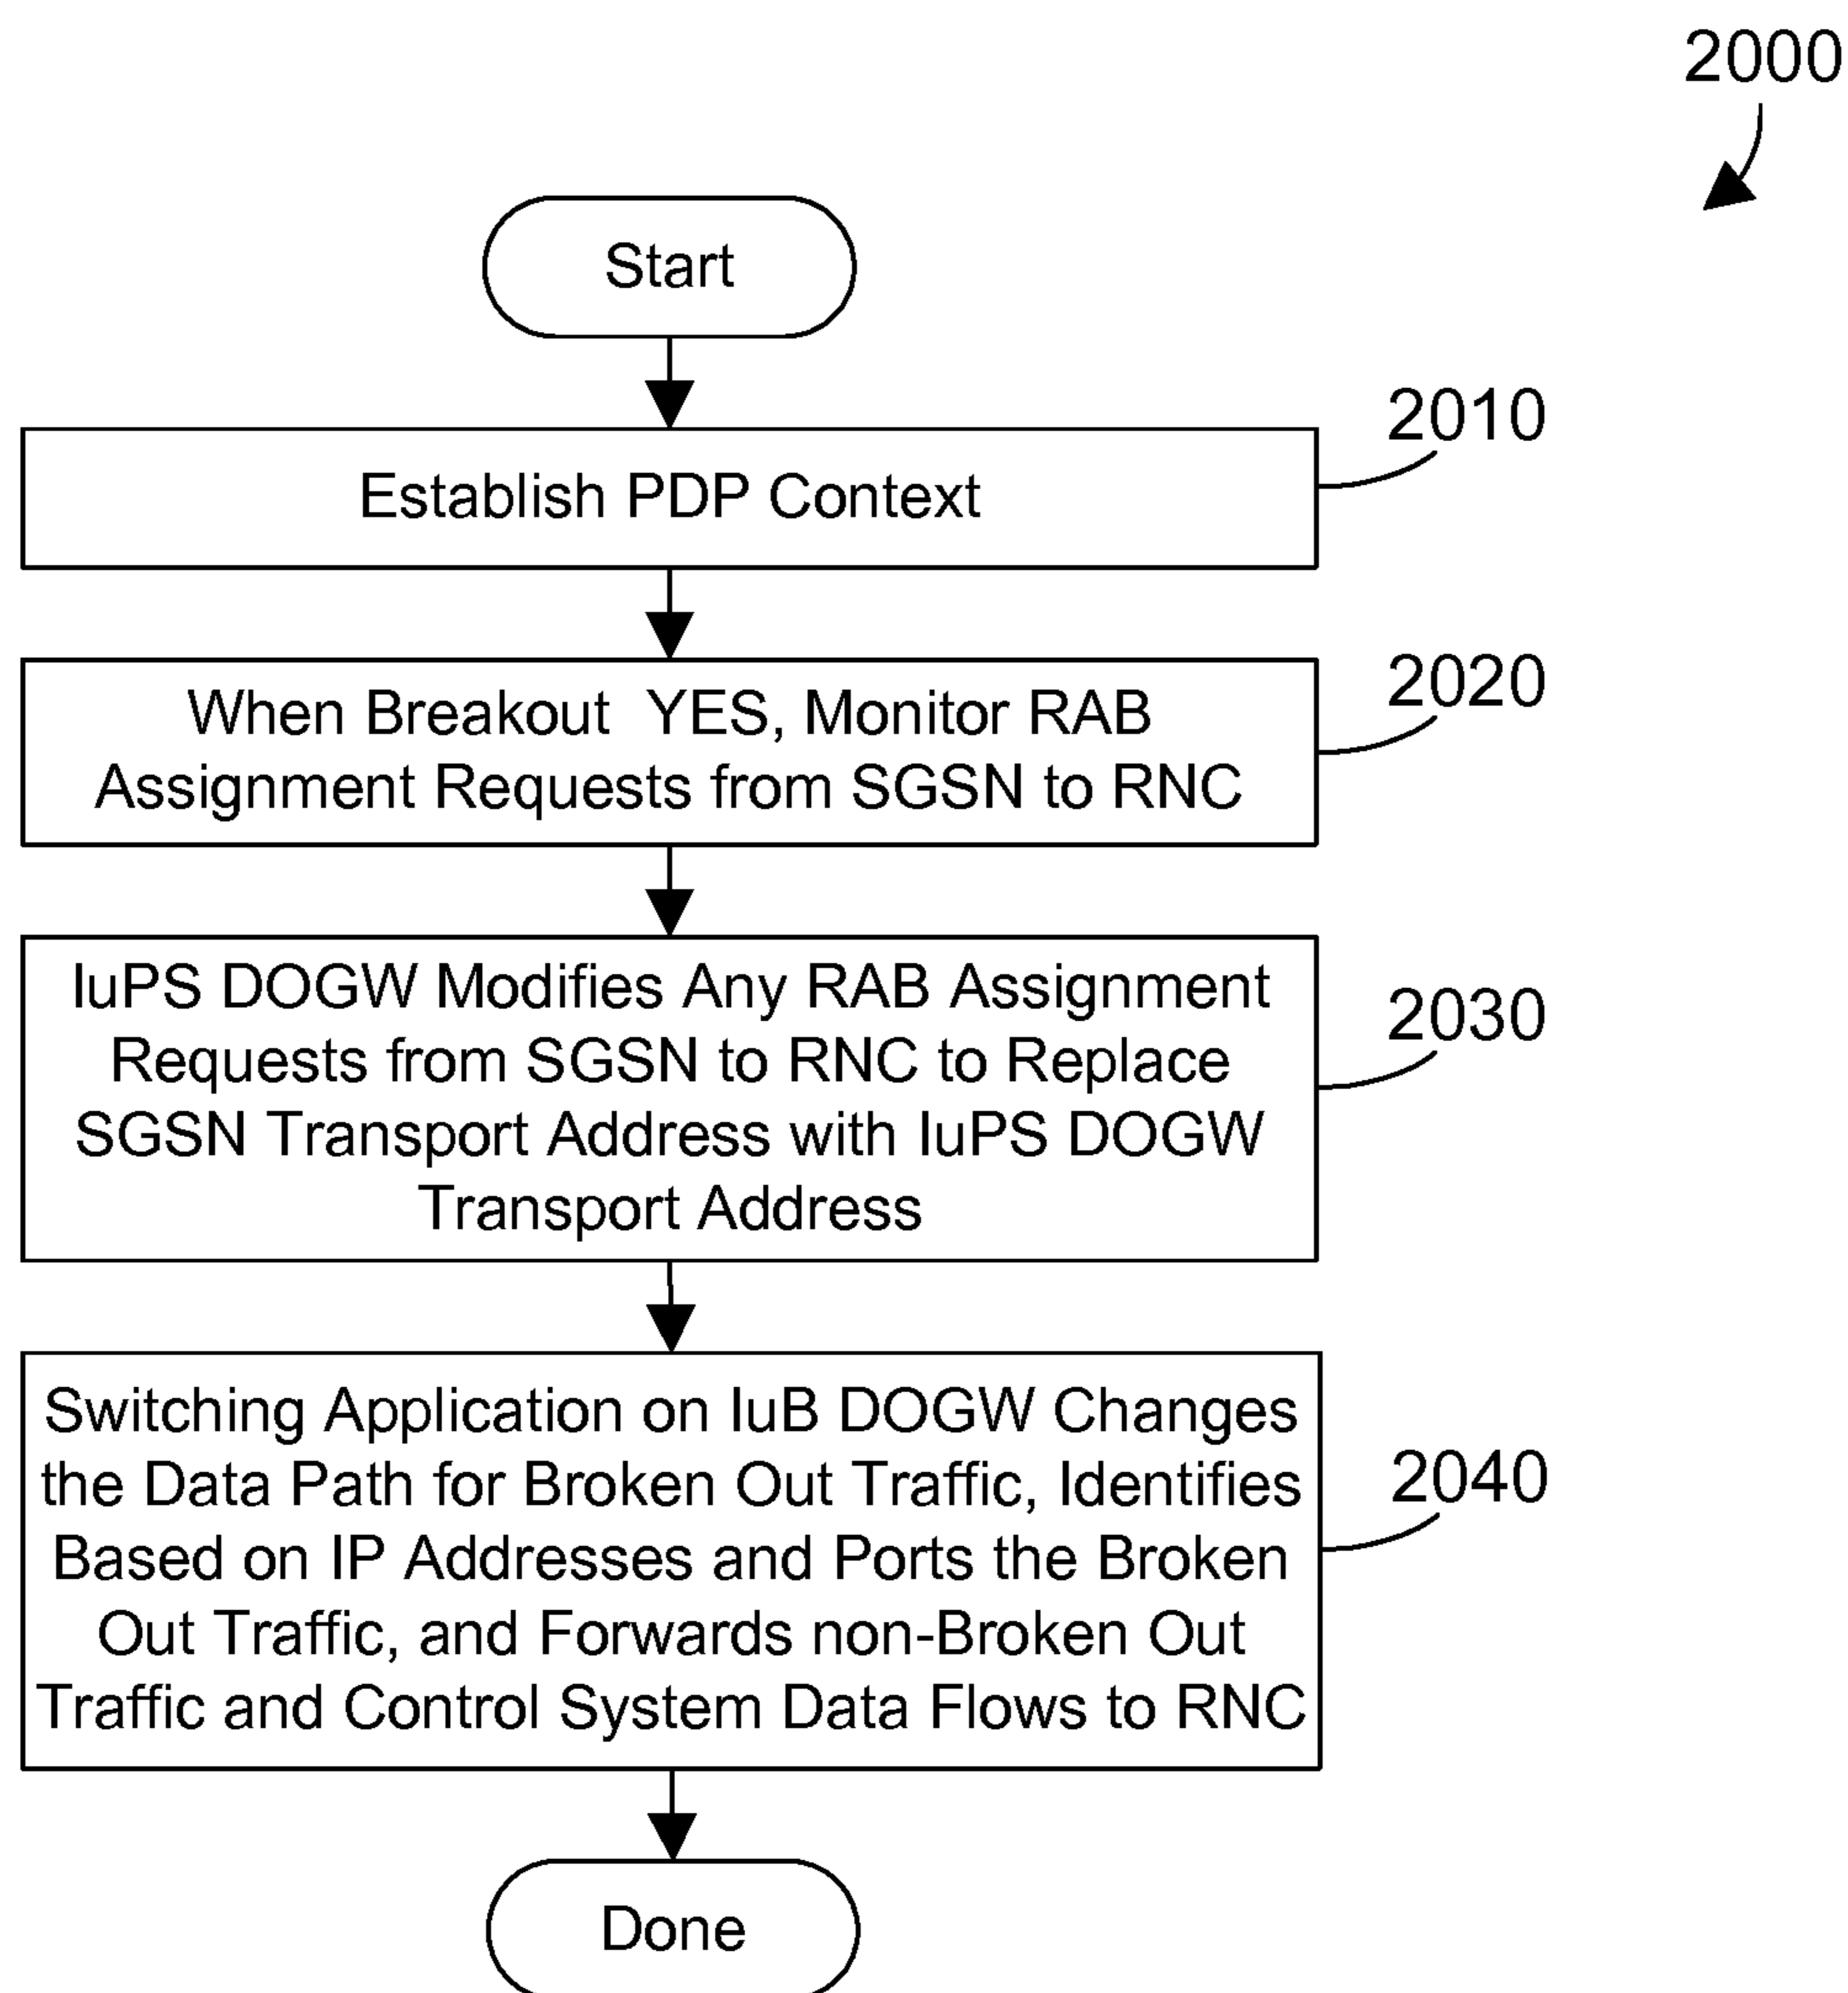 2000
Start
2010
Establish PDP Context
2020
When Breakout YES, Monitor RAB
Assignment Requests from SGSN to RNC
2030
IuPS DOGW Modifies Any RAB Assignment
Requests from SGSN to RNC to Replace
SGSN Transport Address with IuPS DOGW
Transport Address
2040
Switching Application on IuB DOGW Changes
the Data Path for Broken Out Traffic, Identifies
Based on IP Addresses and Ports the Broken
Out Traffic, and Forwards non-Broken Out
Traffic and Control System Data Flows to RNC
Done